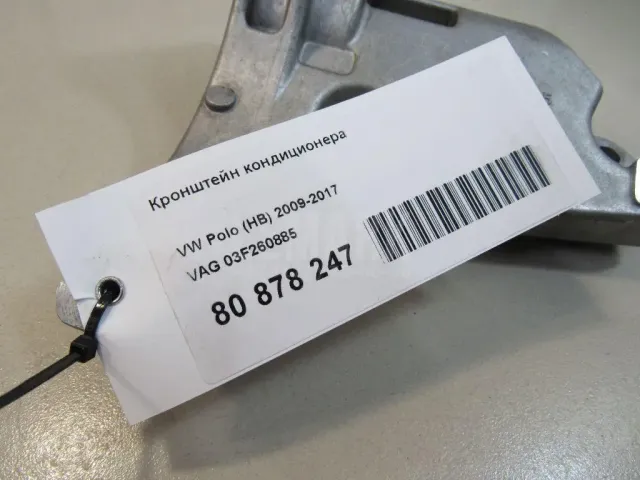 Кронштейн кондиционера
VW Polo (HB) 2009-2017
VAG 03F260885
80 878 247